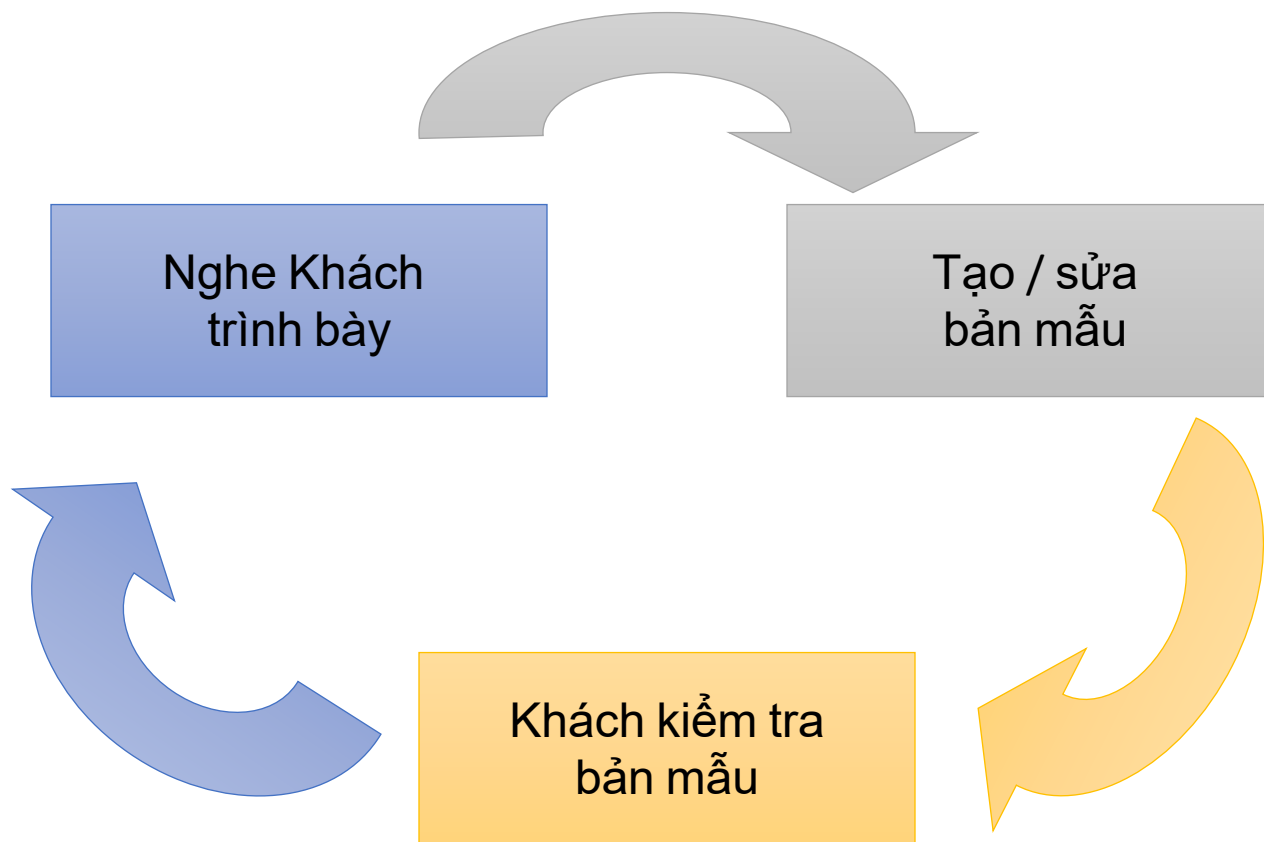 Nghe Khách
trình bày
Tạo / sửa
bản mẫu
Khách kiểm tra
bản mẫu